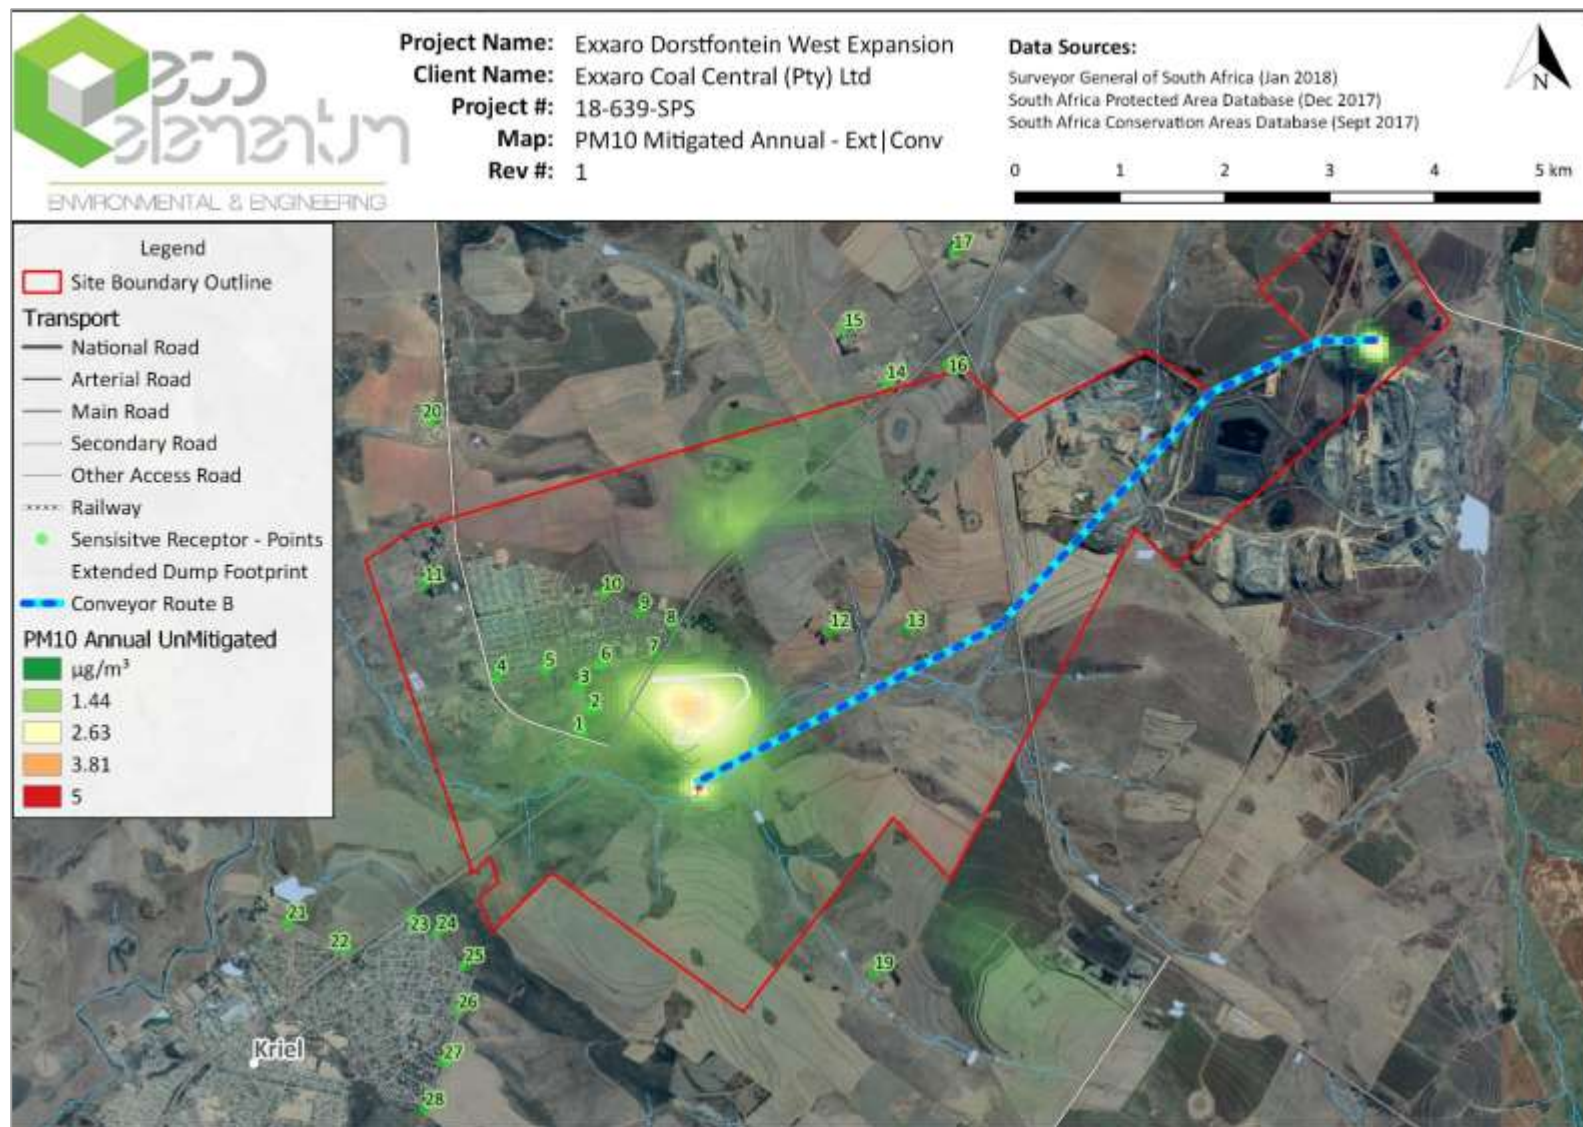 eco
elementum
ENVIRONMENTAL & ENGINEERING
Project Name: Exxaro Dorstfontein West Expansion
Client Name: Exxaro Coal Central (Pty) Ltd
Project #: 18-639-SPS
Map: PM10 Mitigated Annual - Ext|Conv
Rev #: 1
Data Sources:
Surveyor General of South Africa (Jan 2018)
South Africa Protected Area Database (Dec 2017)
South Africa Conservation Areas Database (Sept 2017)
N
0 1 2 3 4 5 km
Legend
Site Boundary Outline
Transport
National Road
Arterial Road
Main Road
Secondary Road
Other Access Road
Railway
Sensisitve Receptor - Points
Extended Dump Footprint
Conveyor Route B
PM10 Annual UnMitigated
µg/m³
1.44
2.63
3.81
5
17
15
14
16
20
11
10
9
8
12
13
7
6
5
4
3
2
1
21
22
23
24
25
19
26
27
Kriel
28